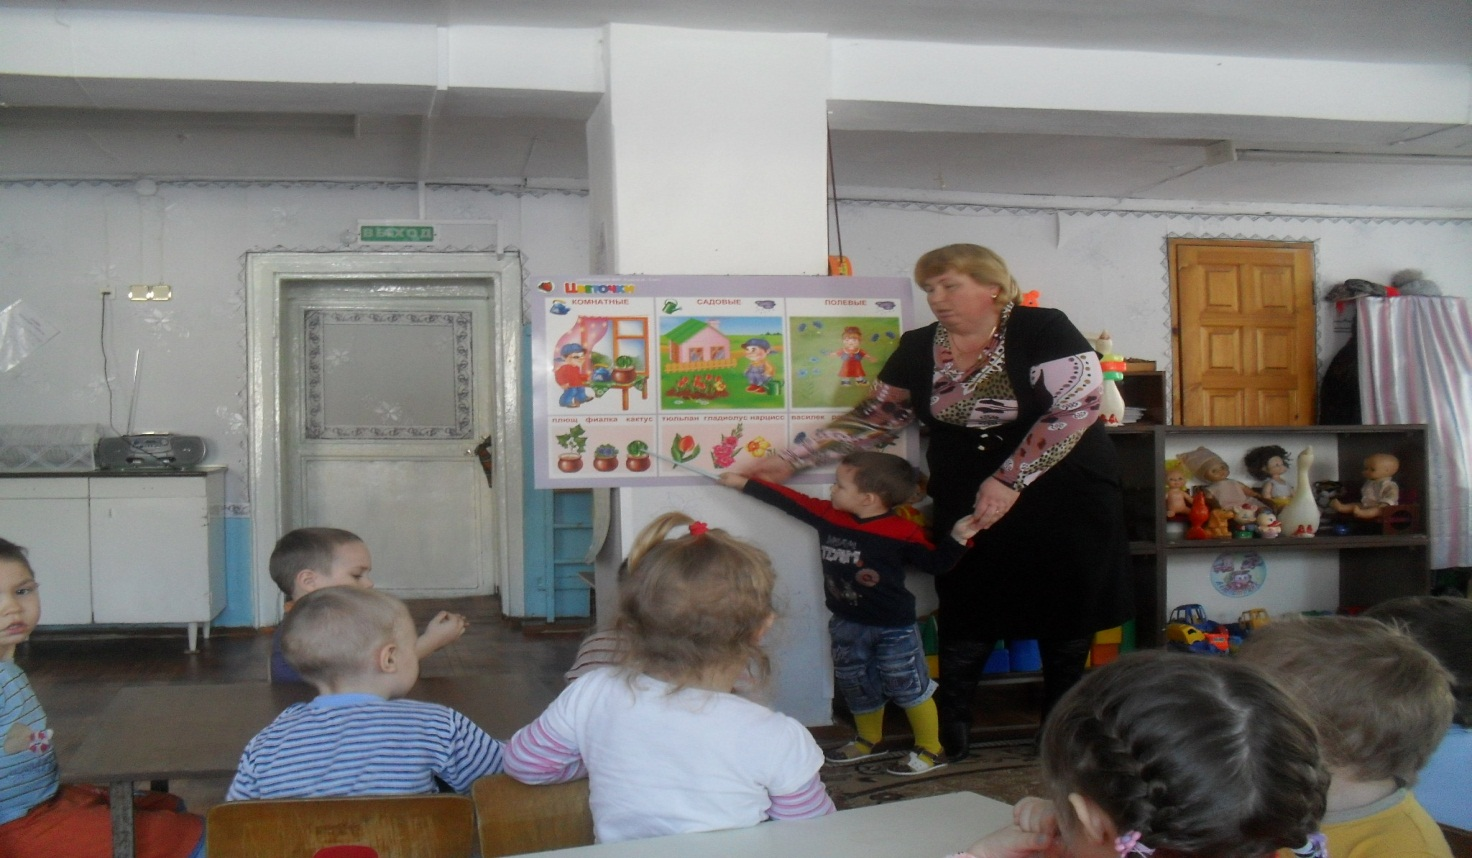 ВЫХОД
Цветочки
КОМНАТНЫЕ САДОВЫЕ ПОЛЕВЫЕ
плющ фиалка кактус тюльпан гладиолус нарцисс василек